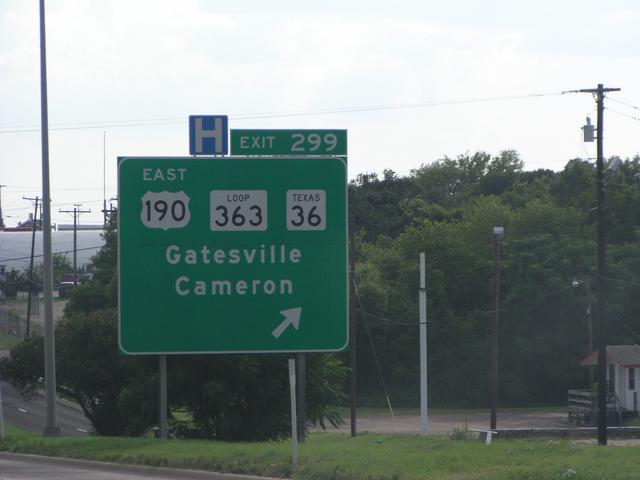 H
EXIT 299
EAST
190
LOOP
363
TEXAS
36
Gatesville
Cameron